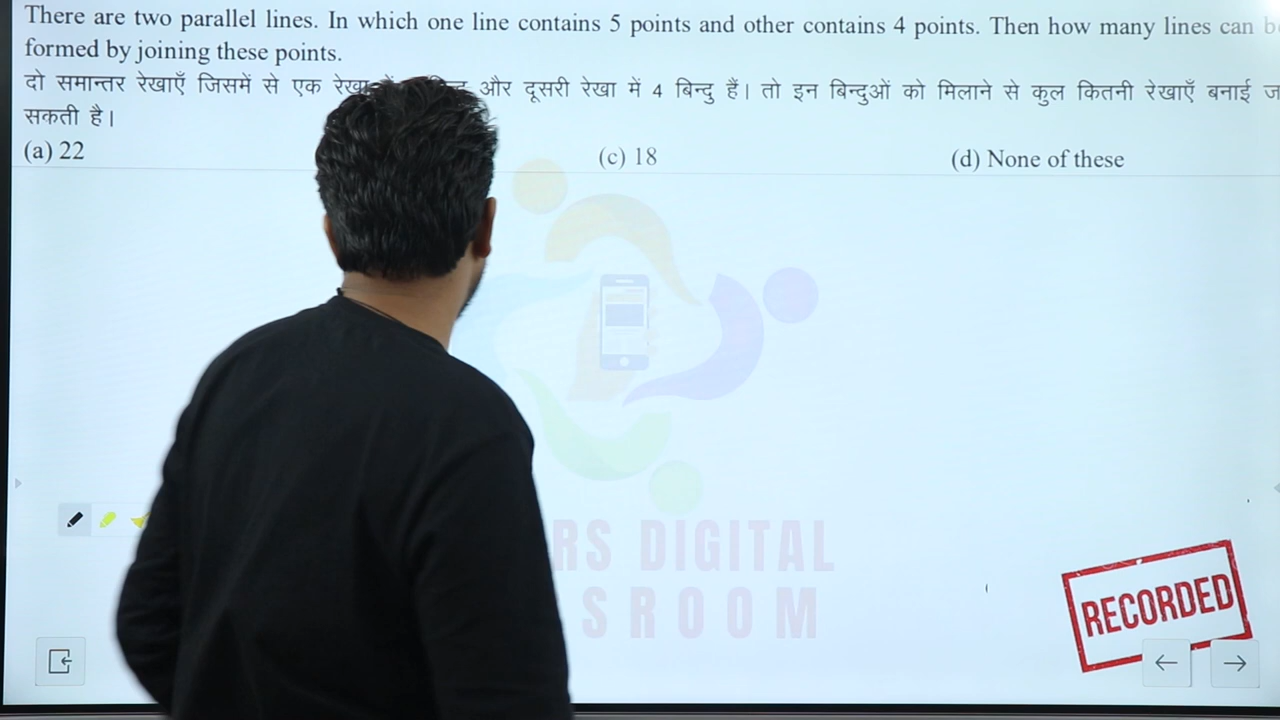 There are two parallel lines. In which one line contains 5 points and other contains 4 points. Then how many lines can
formed by joining these points.
दो समान्तर रेखाएँ जिसमें से एक रेखा और दूसरी रेखा में 4 बिन्दु हैं। तो इन बिन्दुओं को मिलाने से कुल कितनी रेखाएँ बनाई
सकती है।
(a) 22 (c) 18 (d) None of these
DIGITAL
RECORDED